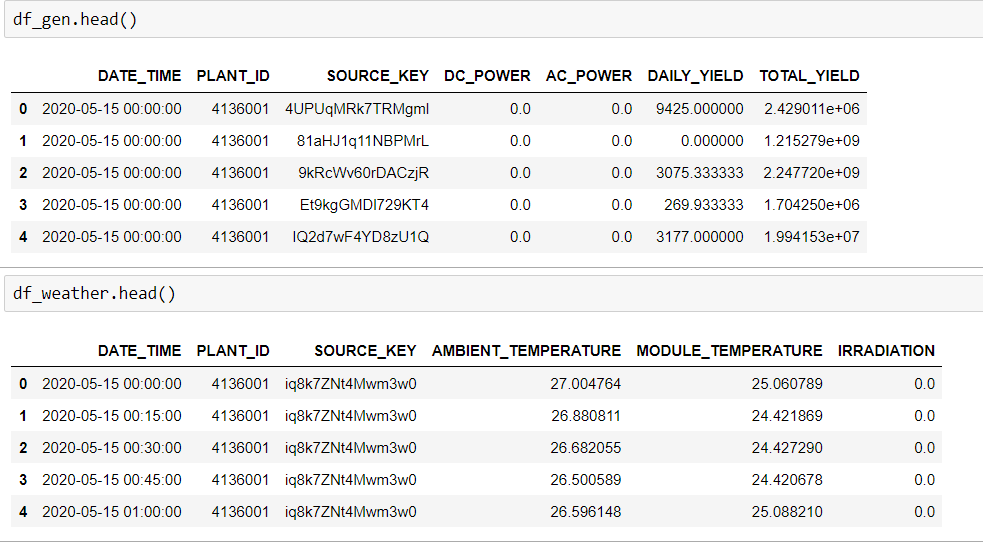 df_gen.head()
DATE_TIME PLANT_ID SOURCE_KEY DC_POWER AC_POWER DAILY_YIELD TOTAL_YIELD
0 2020-05-15 00:00:00 4136001 4UPUqMRk7TRMgml 0.0 0.0 9425.000000 2.429011e+06
1 2020-05-15 00:00:00 4136001 81aHJ1q11NBPMrL 0.0 0.0 0.000000 1.215279e+09
2 2020-05-15 00:00:00 4136001 9kRcWv60rDACzjR 0.0 0.0 3075.333333 2.247720e+09
3 2020-05-15 00:00:00 4136001 Et9kgGMDl729KT4 0.0 0.0 269.933333 1.704250e+06
4 2020-05-15 00:00:00 4136001 IQ2d7wF4YD8zU1Q 0.0 0.0 3177.000000 1.994153e+07
df_weather.head()
DATE_TIME PLANT_ID SOURCE_KEY AMBIENT_TEMPERATURE MODULE_TEMPERATURE IRRADIATION
0 2020-05-15 00:00:00 4136001 iq8k7ZNt4Mwm3w0 27.004764 25.060789 0.0
1 2020-05-15 00:15:00 4136001 iq8k7ZNt4Mwm3w0 26.880811 24.421869 0.0
2 2020-05-15 00:30:00 4136001 iq8k7ZNt4Mwm3w0 26.682055 24.427290 0.0
3 2020-05-15 00:45:00 4136001 iq8k7ZNt4Mwm3w0 26.500589 24.420678 0.0
4 2020-05-15 01:00:00 4136001 iq8k7ZNt4Mwm3w0 26.596148 25.088210 0.0